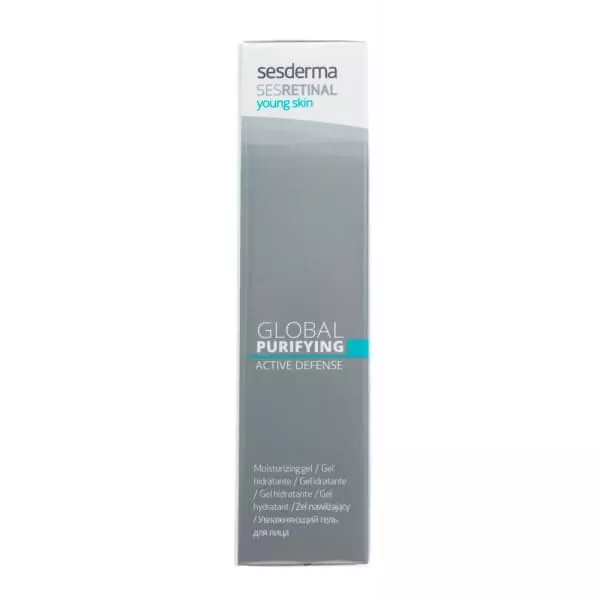 sesderma
SESRETINAL
young skin
GLOBAL
PURIFYING
ACTIVE DEFENSE
Moisturizing gel / Gel
hidratante / Gel idratante
/ Gel hidratante /Gel
hydratant /Żel nawilżający
/Увлажняющий гель
для лица